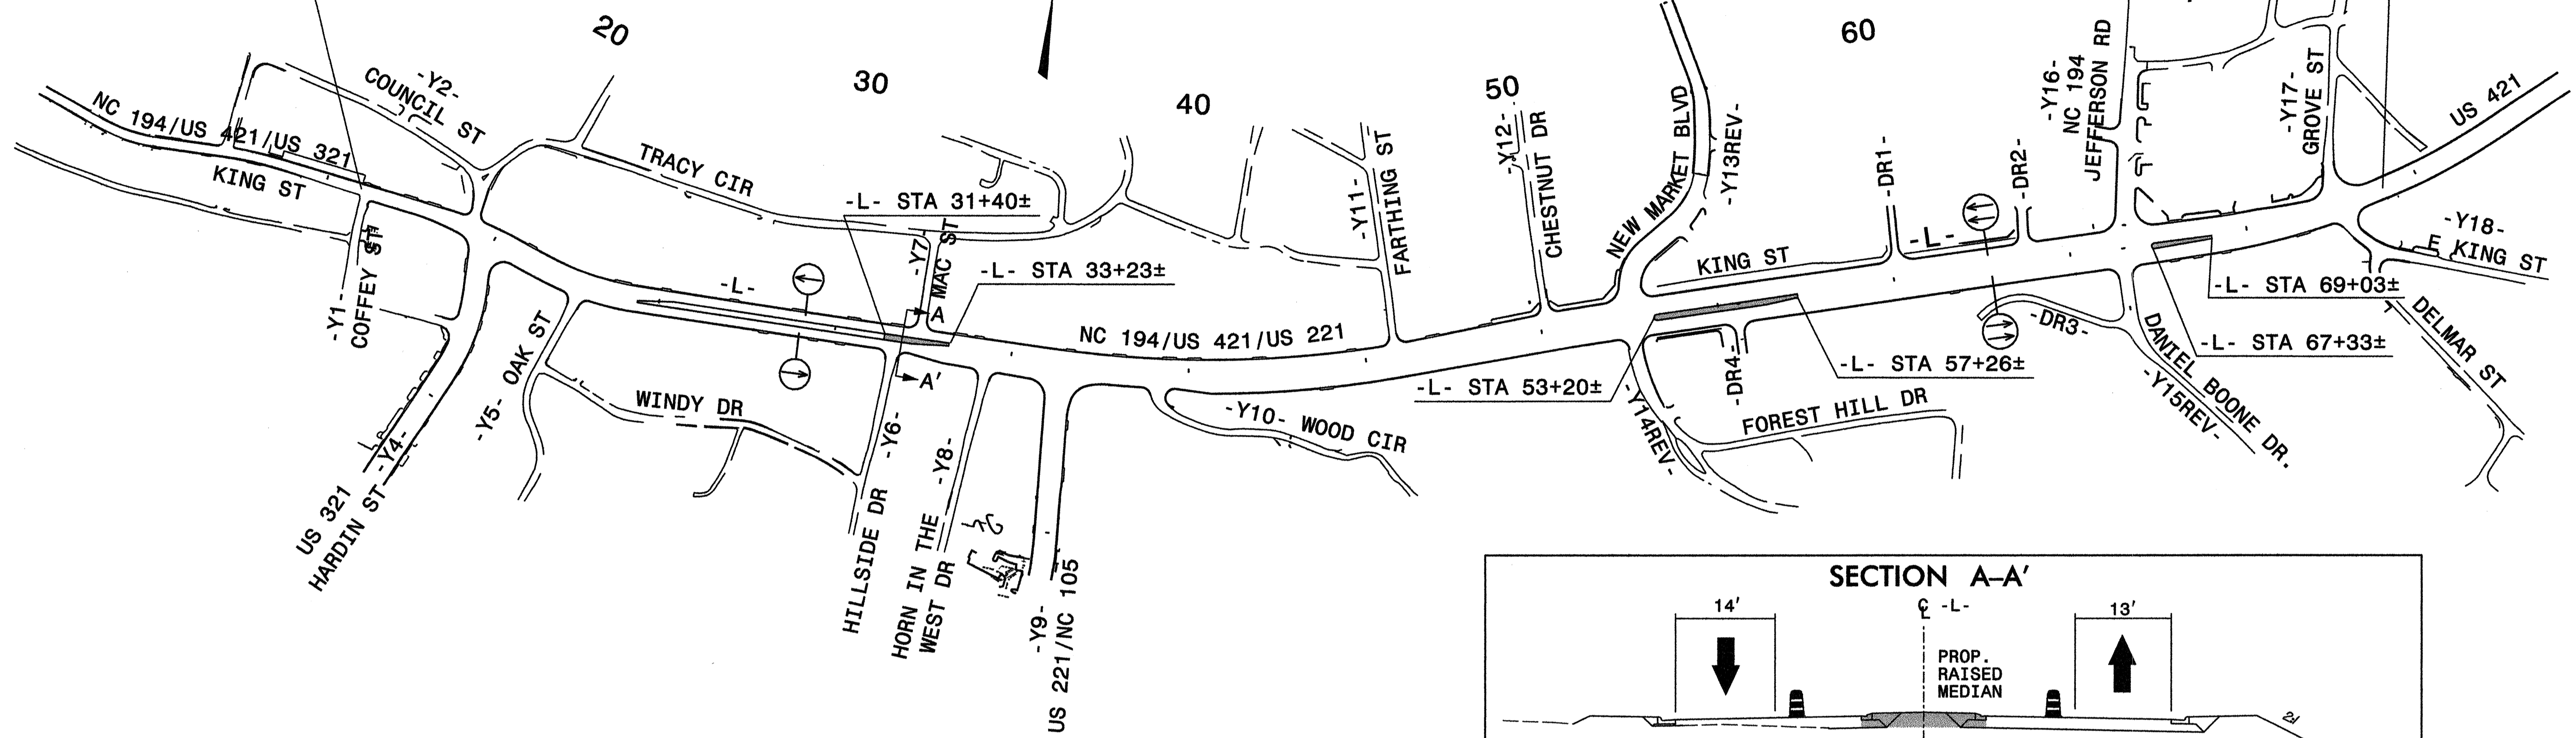 20
30
40
50
60
-Y2-
COUNCIL ST
NC 194/US 421/US 321
KING ST
TRACY CIR
-L- STA 31+40±
-Y7-
MAC ST
-L- STA 33+23±
-Y1-
COFFEY ST
-L-
A
A'
-Y5- OAK ST
WINDY DR
-Y4-
US 321
HARDIN ST
-Y6-
HILLSIDE DR
-Y8-
HORN IN THE
WEST DR
-Y9-
US 221/NC 105
NC 194/US 421/US 221
-Y10- WOOD CIR
-Y11-
FARTHING ST
-Y12-
CHESTNUT DR
NEW MARKET BLVD
-Y13REV-
KING ST
-L- STA 53+20±
-L- STA 57+26±
-DR4-
-Y14REV-
FOREST HILL DR
-DR1-
-L-
-DR2-
-DR3-
-Y16-
NC 194
JEFFERSON RD
-Y17-
GROVE ST
US 421
-Y18-
E KING ST
-L- STA 69+03±
-L- STA 67+33±
DELMAR ST
DANIEL BOONE DR.
-Y15REV-
SECTION A-A'
14'
℄ -L-
13'
PROP.
RAISED
MEDIAN